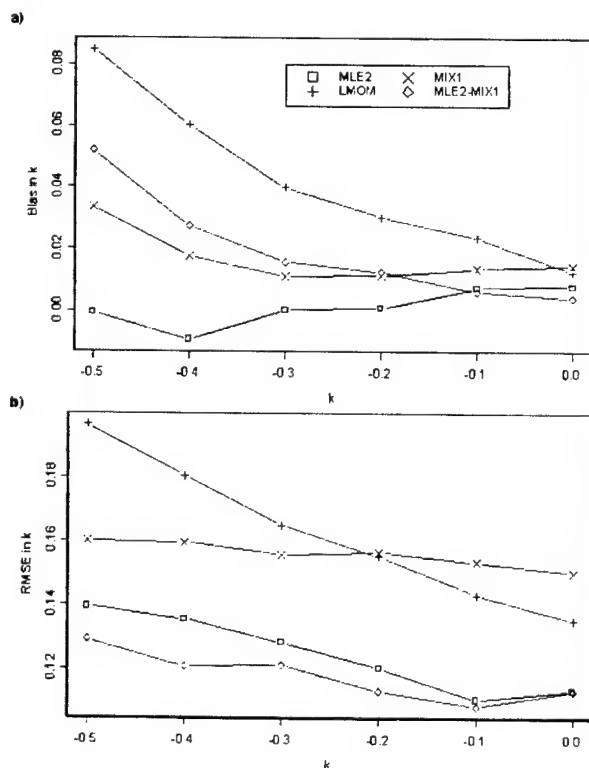 a)
Bias in k
0.00 0.02 0.04 0.06 0.08
MLE2 MIX1
LMOM MLE2-MIX1
-0.5 -0.4 -0.3 -0.2 -0.1 0.0
k
b)
RMSE in k
0.12 0.14 0.16 0.18
-0.5 -0.4 -0.3 -0.2 -0.1 0.0
k